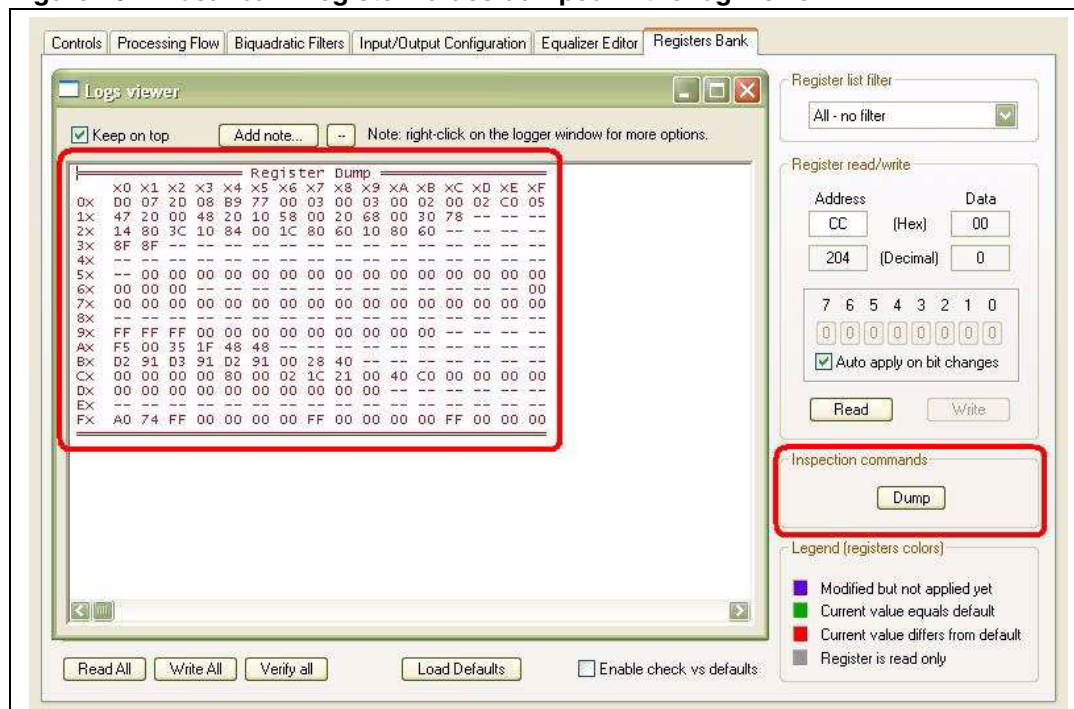 Controls Processing Flow Biquadratic Filters Input/Output Configuration Equalizer Editor Registers Bank
Logs viewer
Keep on top Add note... -- Note: right-click on the logger window for more options.
Register Dump
x0 x1 x2 x3 x4 x5 x6 x7 x8 x9 xA xB xC xD xE xF
0x D0 07 2D 08 B9 77 00 03 00 03 00 02 00 02 C0 05
1x 47 20 00 48 20 10 58 00 20 68 00 30 78 -- -- --
2x 14 80 3C 10 84 00 1C 80 60 10 80 60 -- -- -- --
3x 8F 8F -- -- -- -- -- -- -- -- -- -- -- -- -- --
4x -- -- -- -- -- -- -- -- -- -- -- -- -- -- -- --
5x -- 00 00 00 00 00 00 00 00 00 00 00 00 00 00 00
6x 00 00 00 -- -- -- -- -- -- -- -- -- -- -- -- 00
7x 00 00 00 00 00 00 00 00 00 00 00 00 00 00 00 00
8x -- -- -- -- -- -- -- -- -- -- -- -- -- -- -- --
9x FF FF FF 00 00 00 00 00 00 00 00 00 -- -- -- --
Ax F5 00 35 1F 48 48 -- -- -- -- -- -- -- -- -- --
Bx D2 91 D3 91 D2 91 00 28 40 -- -- -- -- -- -- --
Cx 00 00 00 00 80 00 02 1C 21 00 40 C0 00 00 00 00
Dx 00 00 00 00 00 00 00 00 00 -- -- -- -- -- -- --
Ex -- -- -- -- -- -- -- -- -- -- -- -- -- -- -- --
Fx A0 74 FF 00 00 00 00 FF 00 00 00 00 FF 00 00 00
Read All Write All Verify all Load Defaults Enable check vs defaults
Register list filter
All - no filter
Register read/write
Address Data
CC (Hex) 00
204 (Decimal) 0
7 6 5 4 3 2 1 0
0 0 0 0 0 0 0 0
Auto apply on bit changes
Read Write
Inspection commands
Dump
Legend (registers colors)
Modified but not applied yet
Current value equals default
Current value differs from default
Register is read only